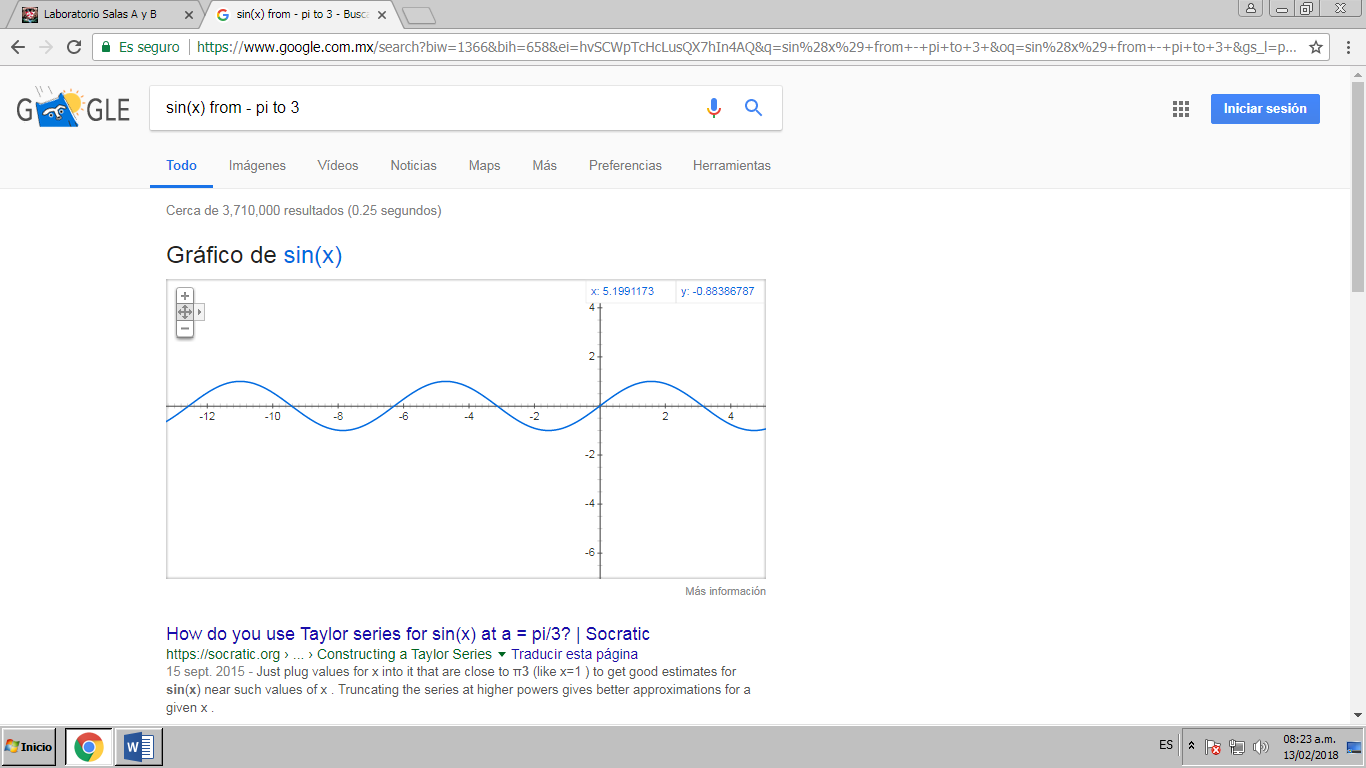 Laboratorio Salas A y B
sin(x) from - pi to 3 - Busc
Es seguro
https://www.google.com.mx/search?biw=1366&bih=658&ei=hvSCWpTcHcLusQX7hIn4AQ&q=sin%28x%29+from+-+pi+to+3+&oq=sin%28x%29+from+-+pi+to+3+&gs_l=p...
G GLE
sin(x) from - pi to 3
Iniciar sesión
Todo Imágenes Vídeos Noticias Maps Más Preferencias Herramientas
Cerca de 3,710,000 resultados (0.25 segundos)
Gráfico de sin(x)
x: 5.1991173 y: -0.88386787
4
2
-12 -10 -8 -6 -4 -2 2 4
-2
-4
-6
Más información
How do you use Taylor series for sin(x) at a = pi/3? | Socratic
https://socratic.org › ... › Constructing a Taylor Series ▼ Traducir esta página
15 sept. 2015 - Just plug values for x into it that are close to π3 (like x=1 ) to get good estimates for
sin(x) near such values of x . Truncating the series at higher powers gives better approximations for a
given x .
Inicio
ES
08:23 a.m.
13/02/2018